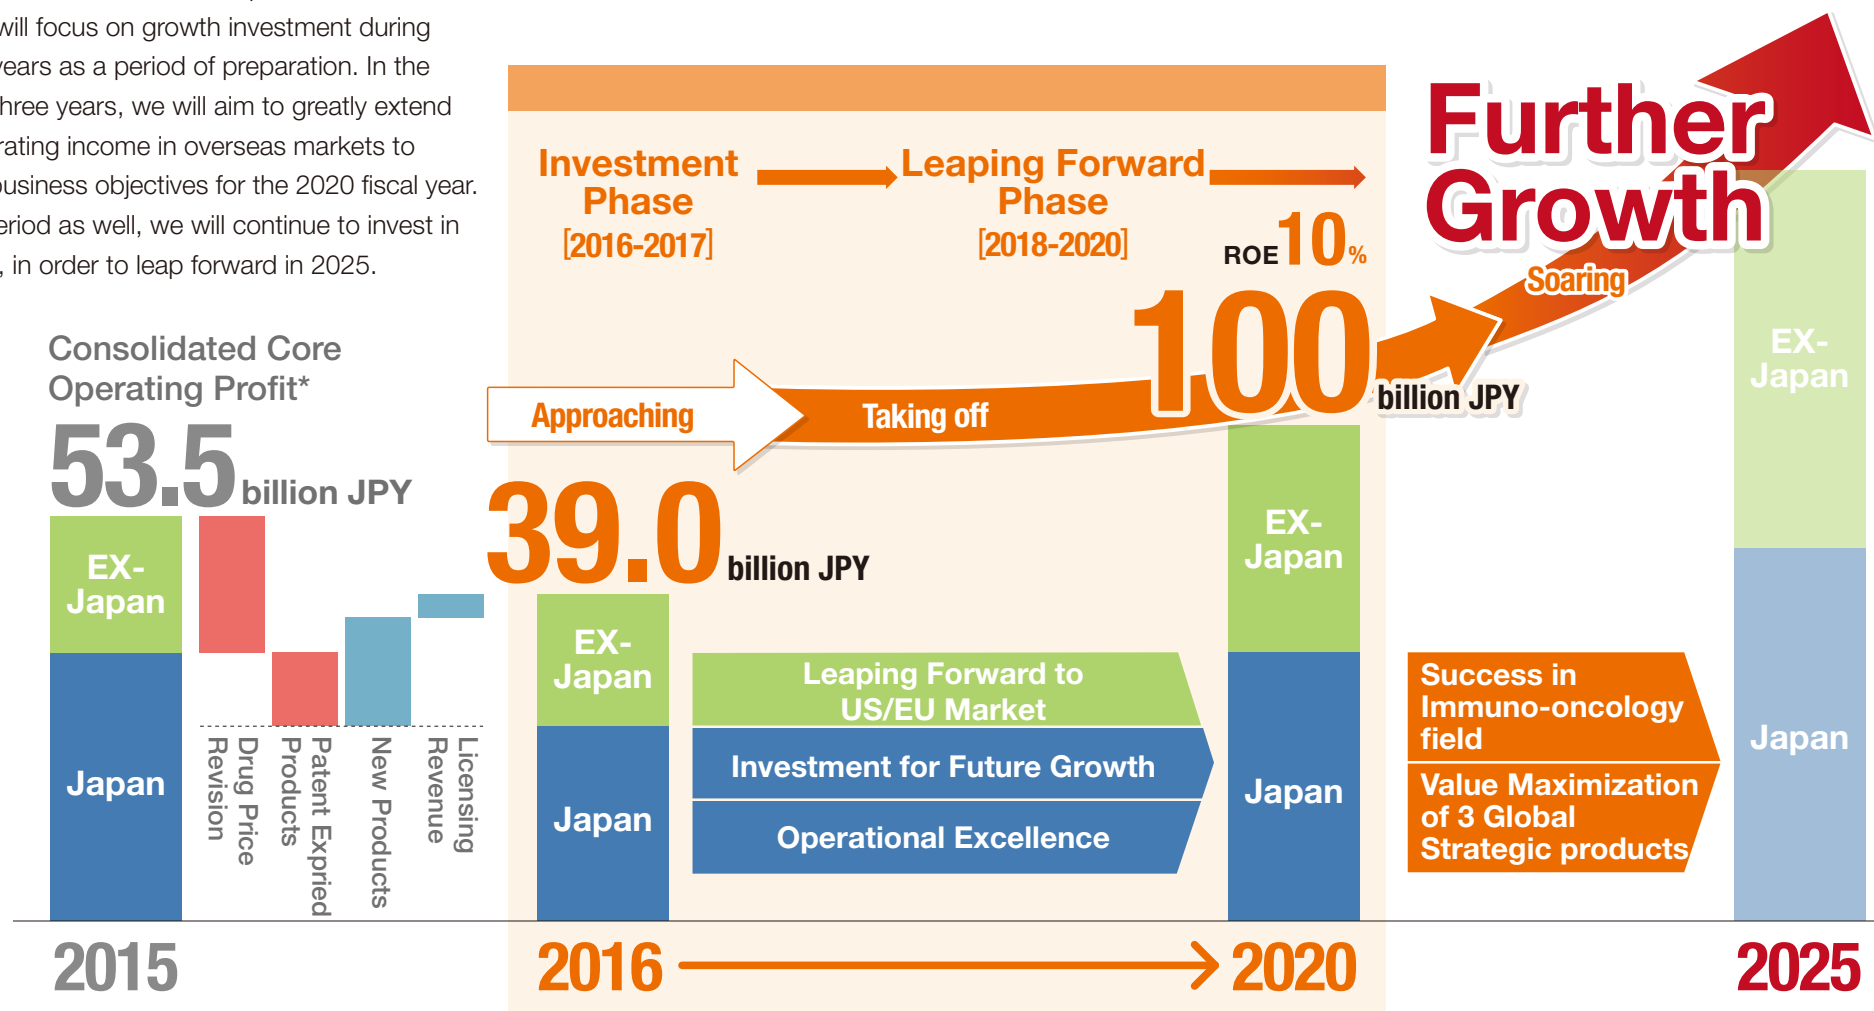 will focus on growth investment during
years as a period of preparation. In the
three years, we will aim to greatly extend
rating income in overseas markets to
business objectives for the 2020 fiscal year.
eriod as well, we will continue to invest in
, in order to leap forward in 2025.
Investment
Phase
[2016-2017]
Leaping Forward
Phase
[2018-2020]
ROE 10%
100
billion JPY
Further
Growth
Soaring
Approaching
Taking off
Consolidated Core
Operating Profit*
53.5
billion JPY
EX-
Japan
Japan
Drug Price
Revision
Patent Expried
Products
New Products
Licensing
Revenue
39.0
billion JPY
EX-
Japan
Japan
Leaping Forward to
US/EU Market
Investment for Future Growth
Operational Excellence
EX-
Japan
Japan
Success in
Immuno-oncology
field
Value Maximization
of 3 Global
Strategic products
EX-
Japan
Japan
2015
2016
2020
2025